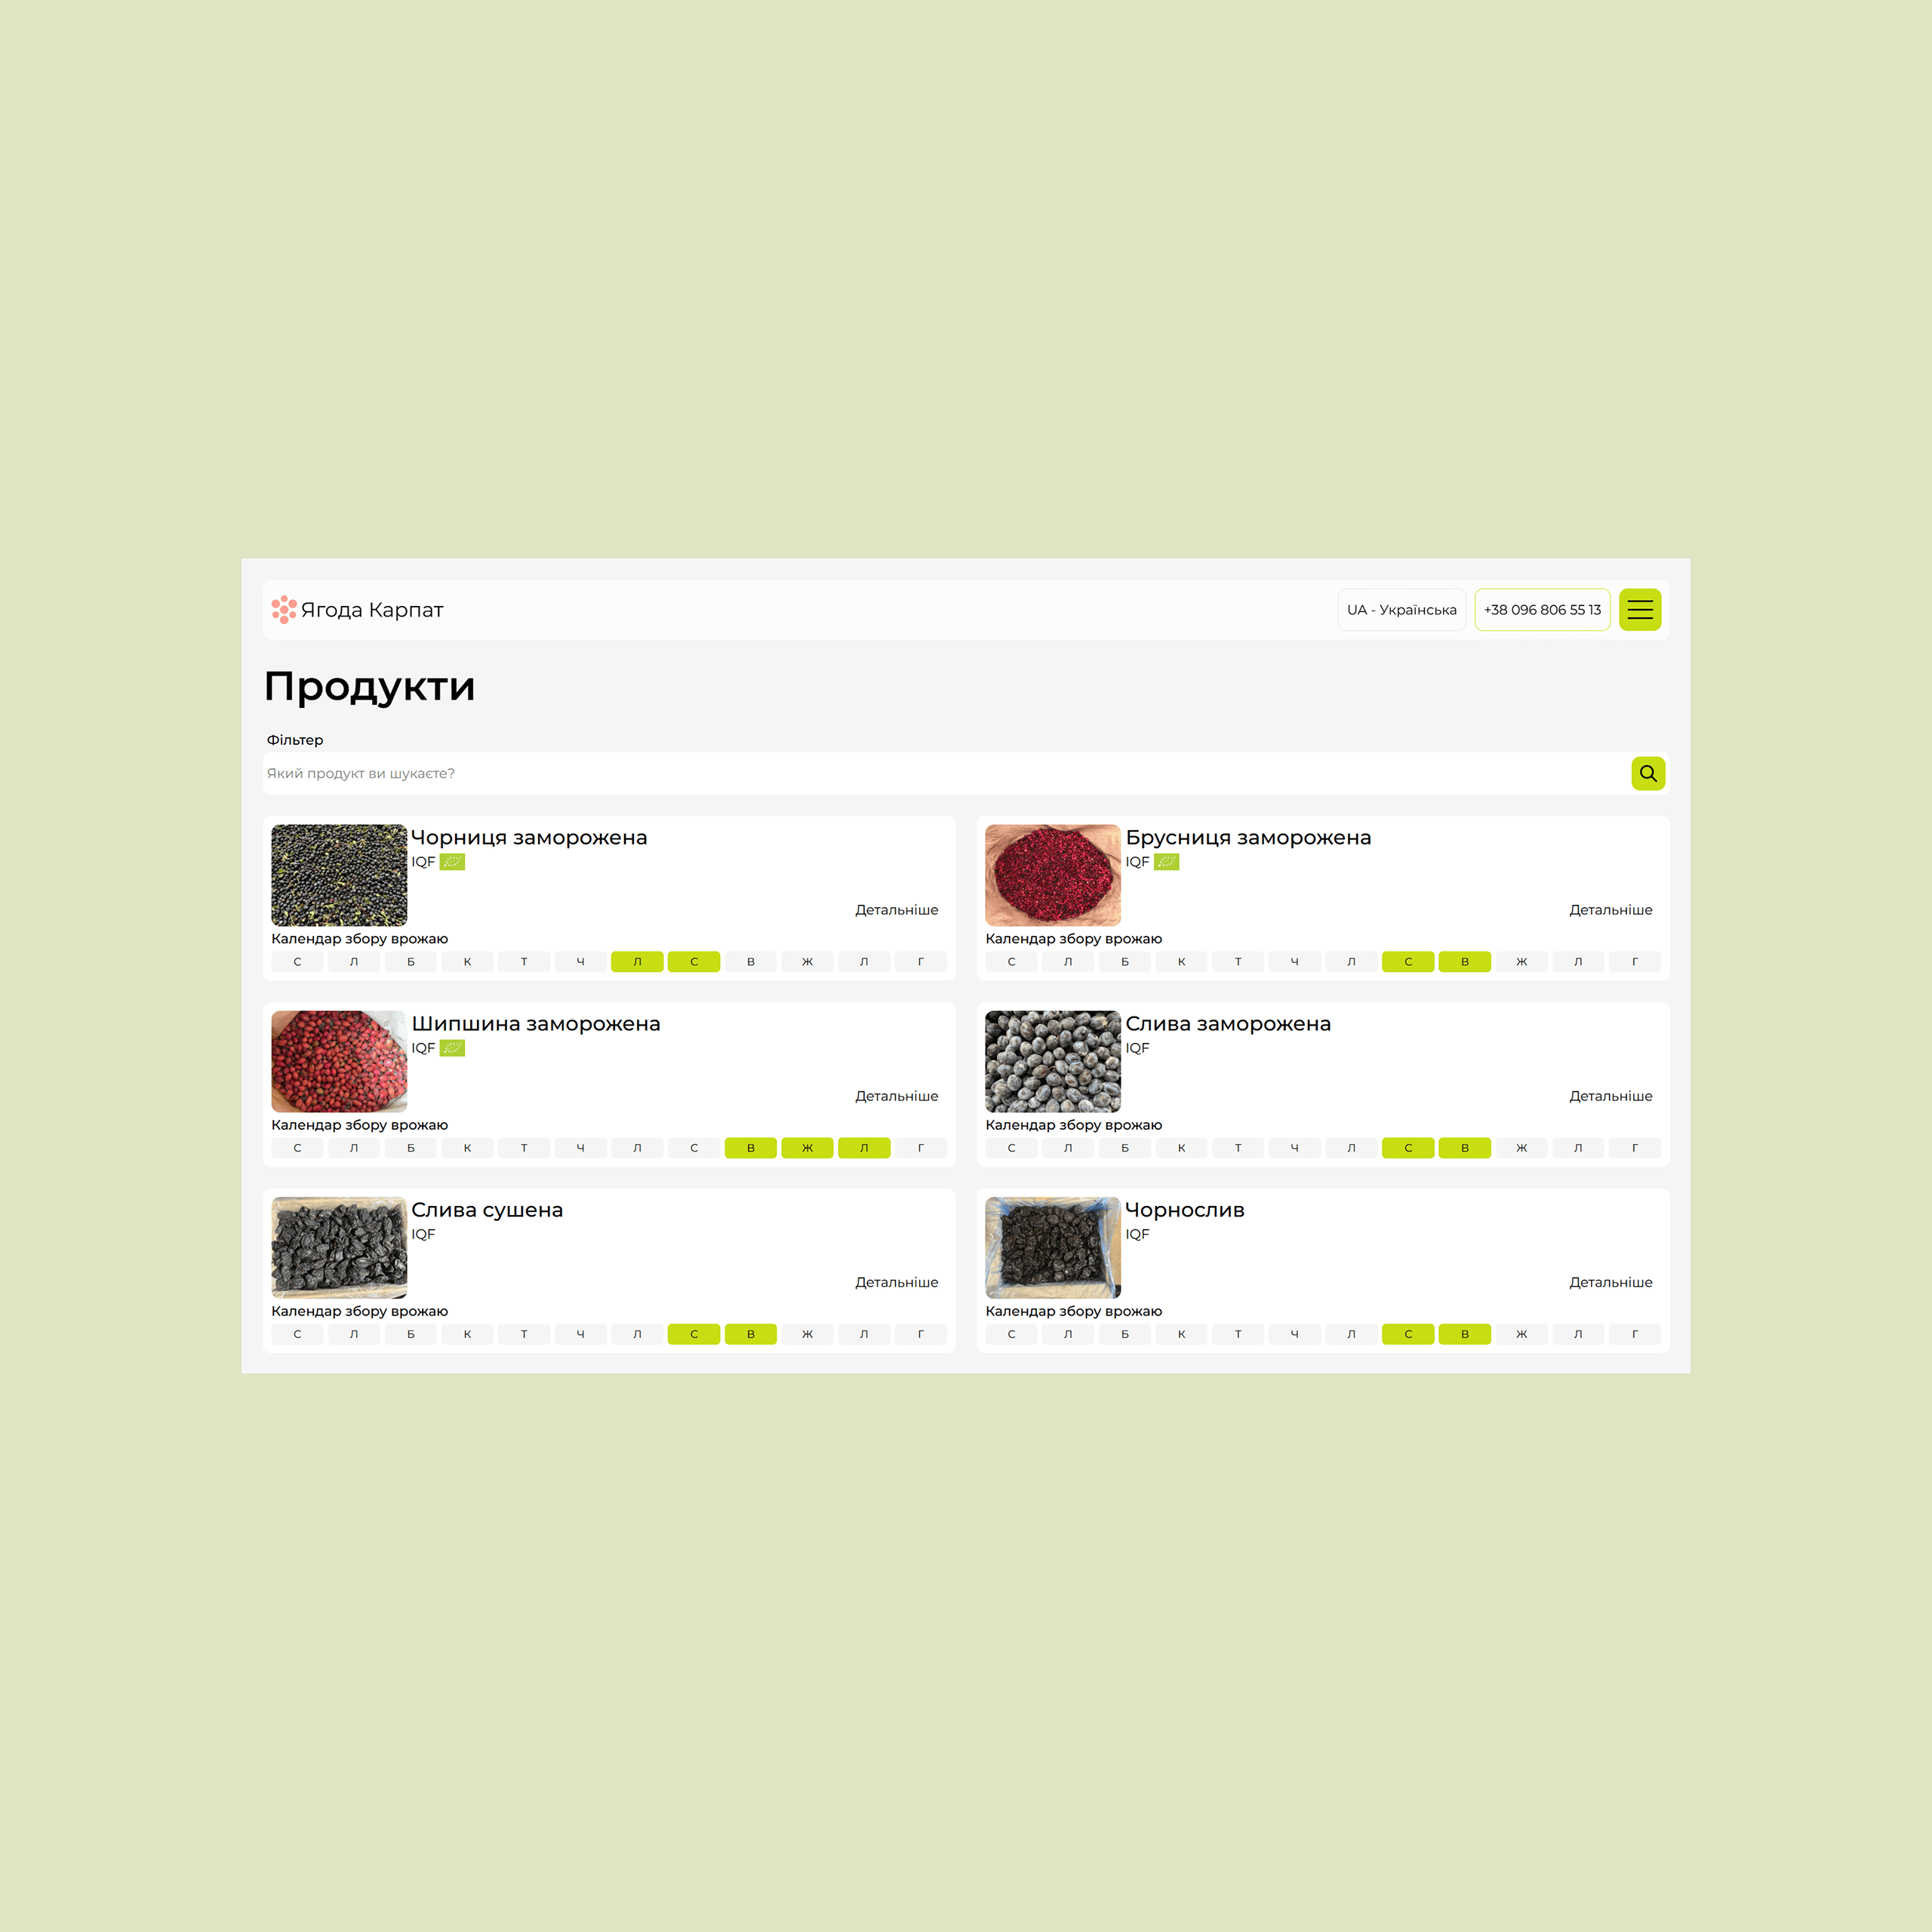 Ягода Карпат
UA - Українська
+38 096 806 55 13
Продукти
Фільтер
Який продукт ви шукаєте?
Чорниця заморожена
IQF
Детальніше
Календар збору врожаю
С Л Б К Т Ч Л С В Ж Л Г
Брусниця заморожена
IQF
Детальніше
Календар збору врожаю
С Л Б К Т Ч Л С В Ж Л Г
Шипшина заморожена
IQF
Детальніше
Календар збору врожаю
С Л Б К Т Ч Л С В Ж Л Г
Слива заморожена
IQF
Детальніше
Календар збору врожаю
С Л Б К Т Ч Л С В Ж Л Г
Слива сушена
IQF
Детальніше
Календар збору врожаю
С Л Б К Т Ч Л С В Ж Л Г
Чорнослив
IQF
Детальніше
Календар збору врожаю
С Л Б К Т Ч Л С В Ж Л Г